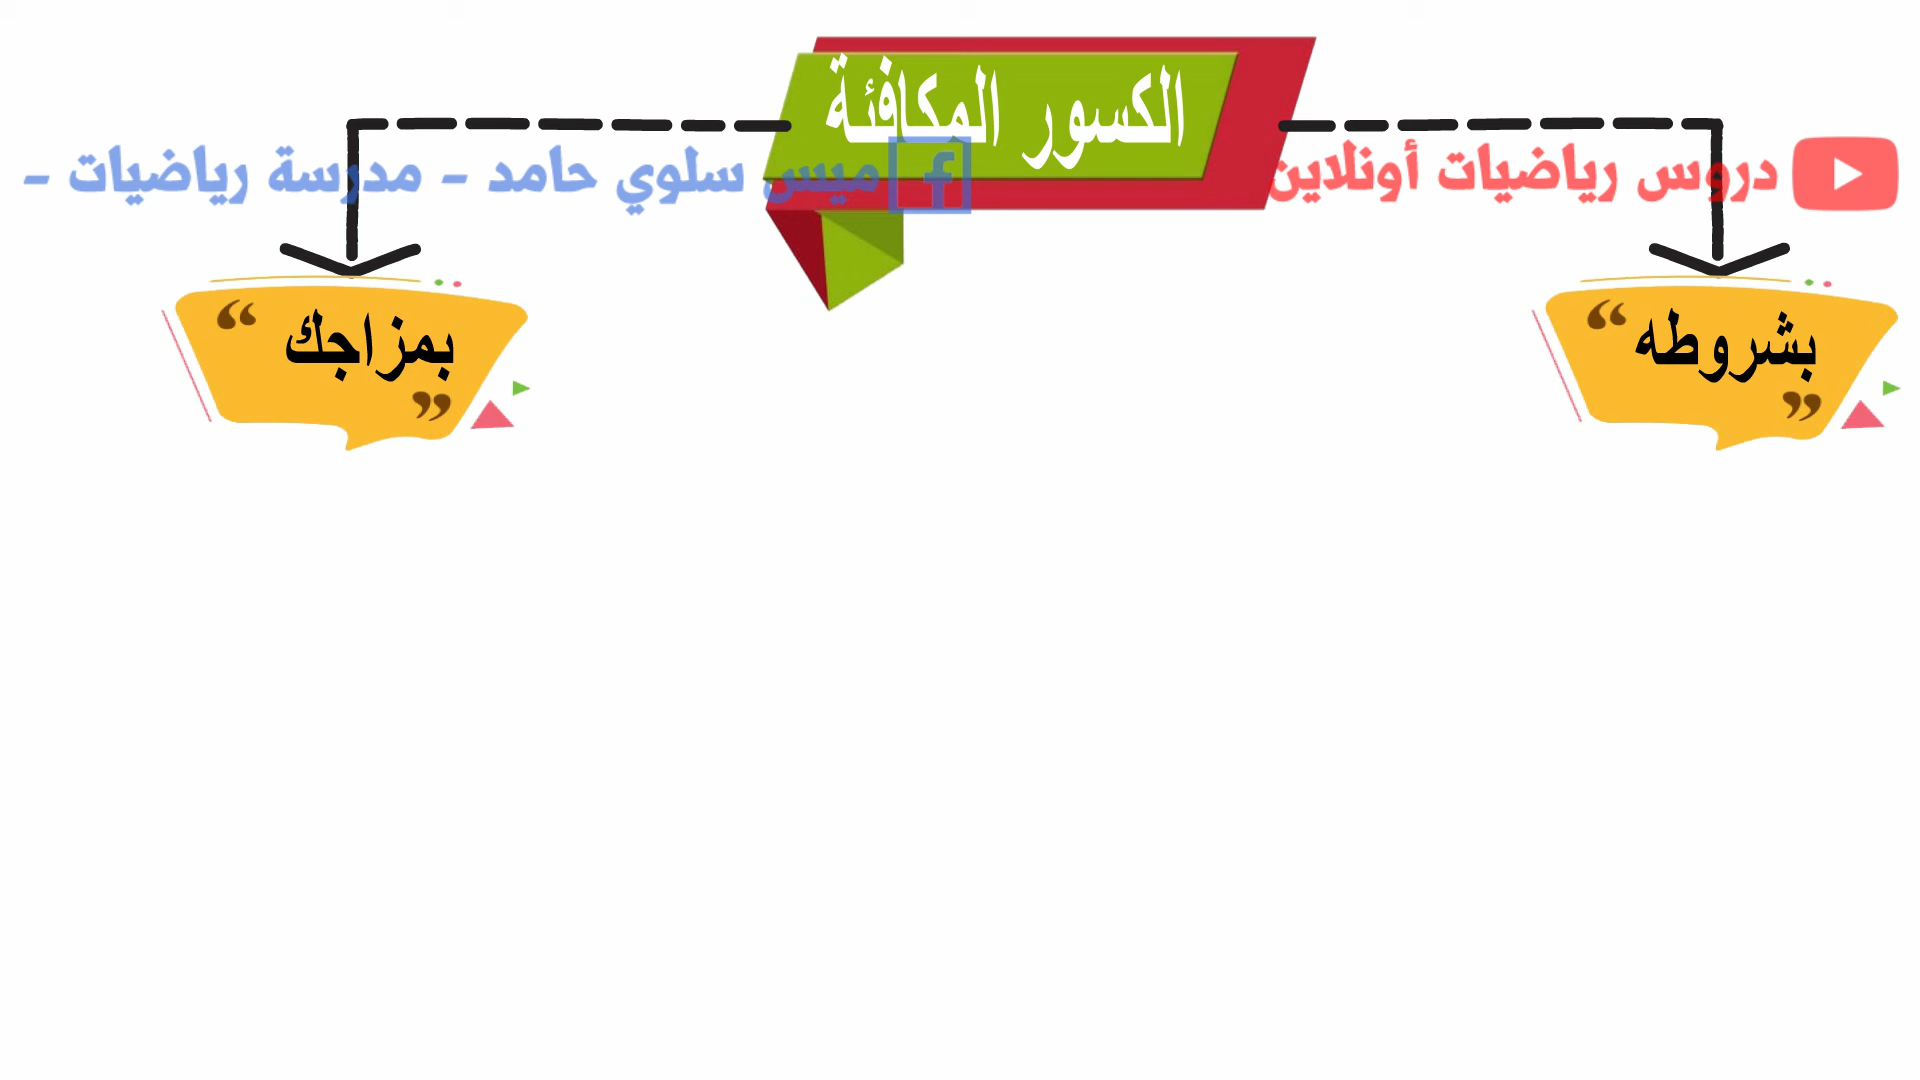 الكسور المكافئة
دروس رياضيات أونلاين
ميس سلوي حامد - مدرسة رياضيات -
بشروطه
بمزاجك